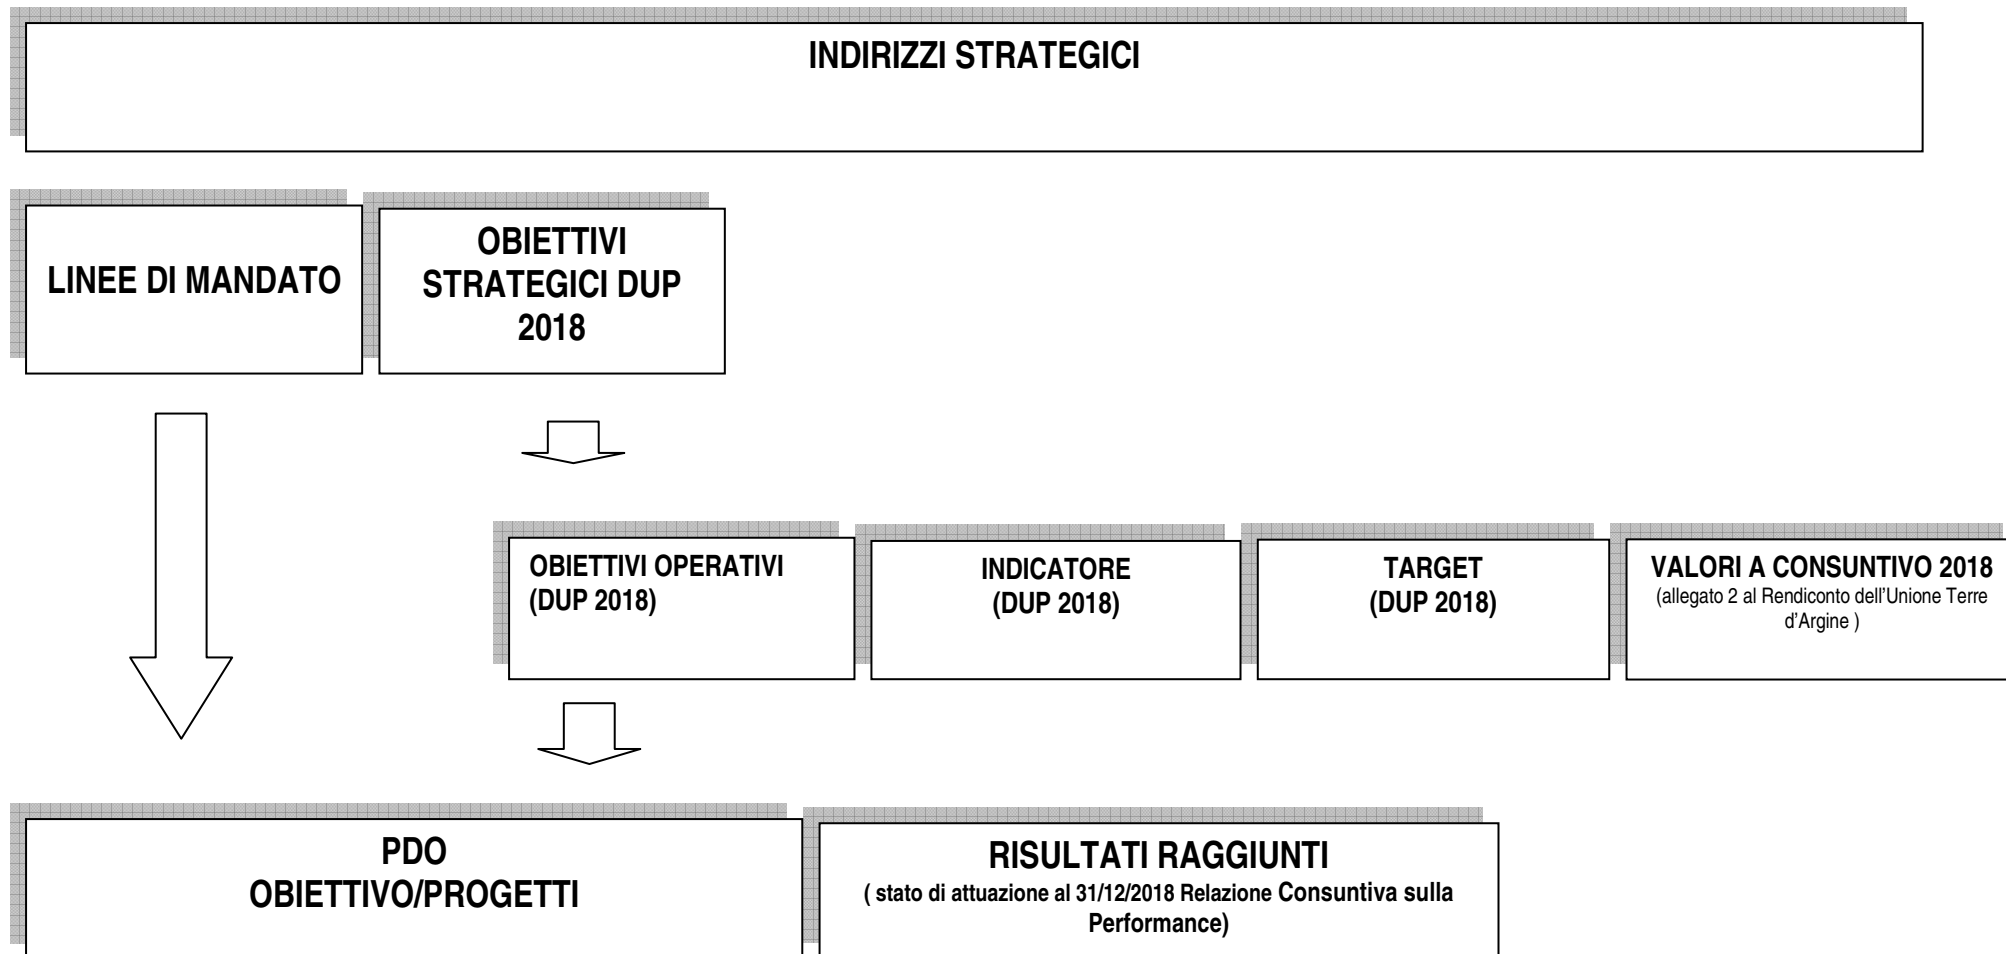 INDIRIZZI STRATEGICI
LINEE DI MANDATO
OBIETTIVI
STRATEGICI DUP
2018
OBIETTIVI OPERATIVI
(DUP 2018)
INDICATORE
(DUP 2018)
TARGET
(DUP 2018)
VALORI A CONSUNTIVO 2018
(allegato 2 al Rendiconto dell'Unione Terre
d'Argine )
PDO
OBIETTIVO/PROGETTI
RISULTATI RAGGIUNTI
( stato di attuazione al 31/12/2018 Relazione Consuntiva sulla
Performance)